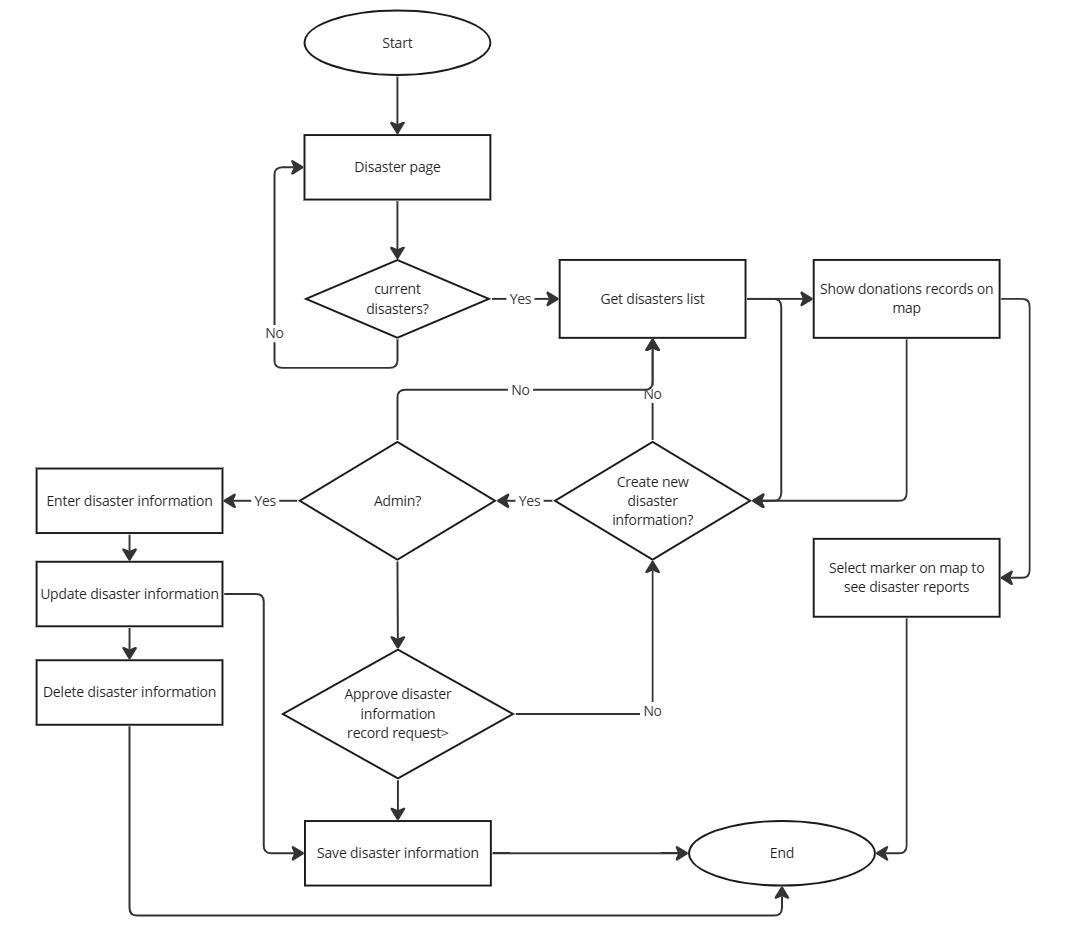 Start
Disaster page
current
disasters?
Yes
Get disasters list
Show donations records on
map
No
No
No
Enter disaster information
Yes
Admin?
Yes
Create new
disaster
information?
Update disaster information
Select marker on map to
see disaster reports
Delete disaster information
Approve disaster
information
record request>
No
Save disaster information
End